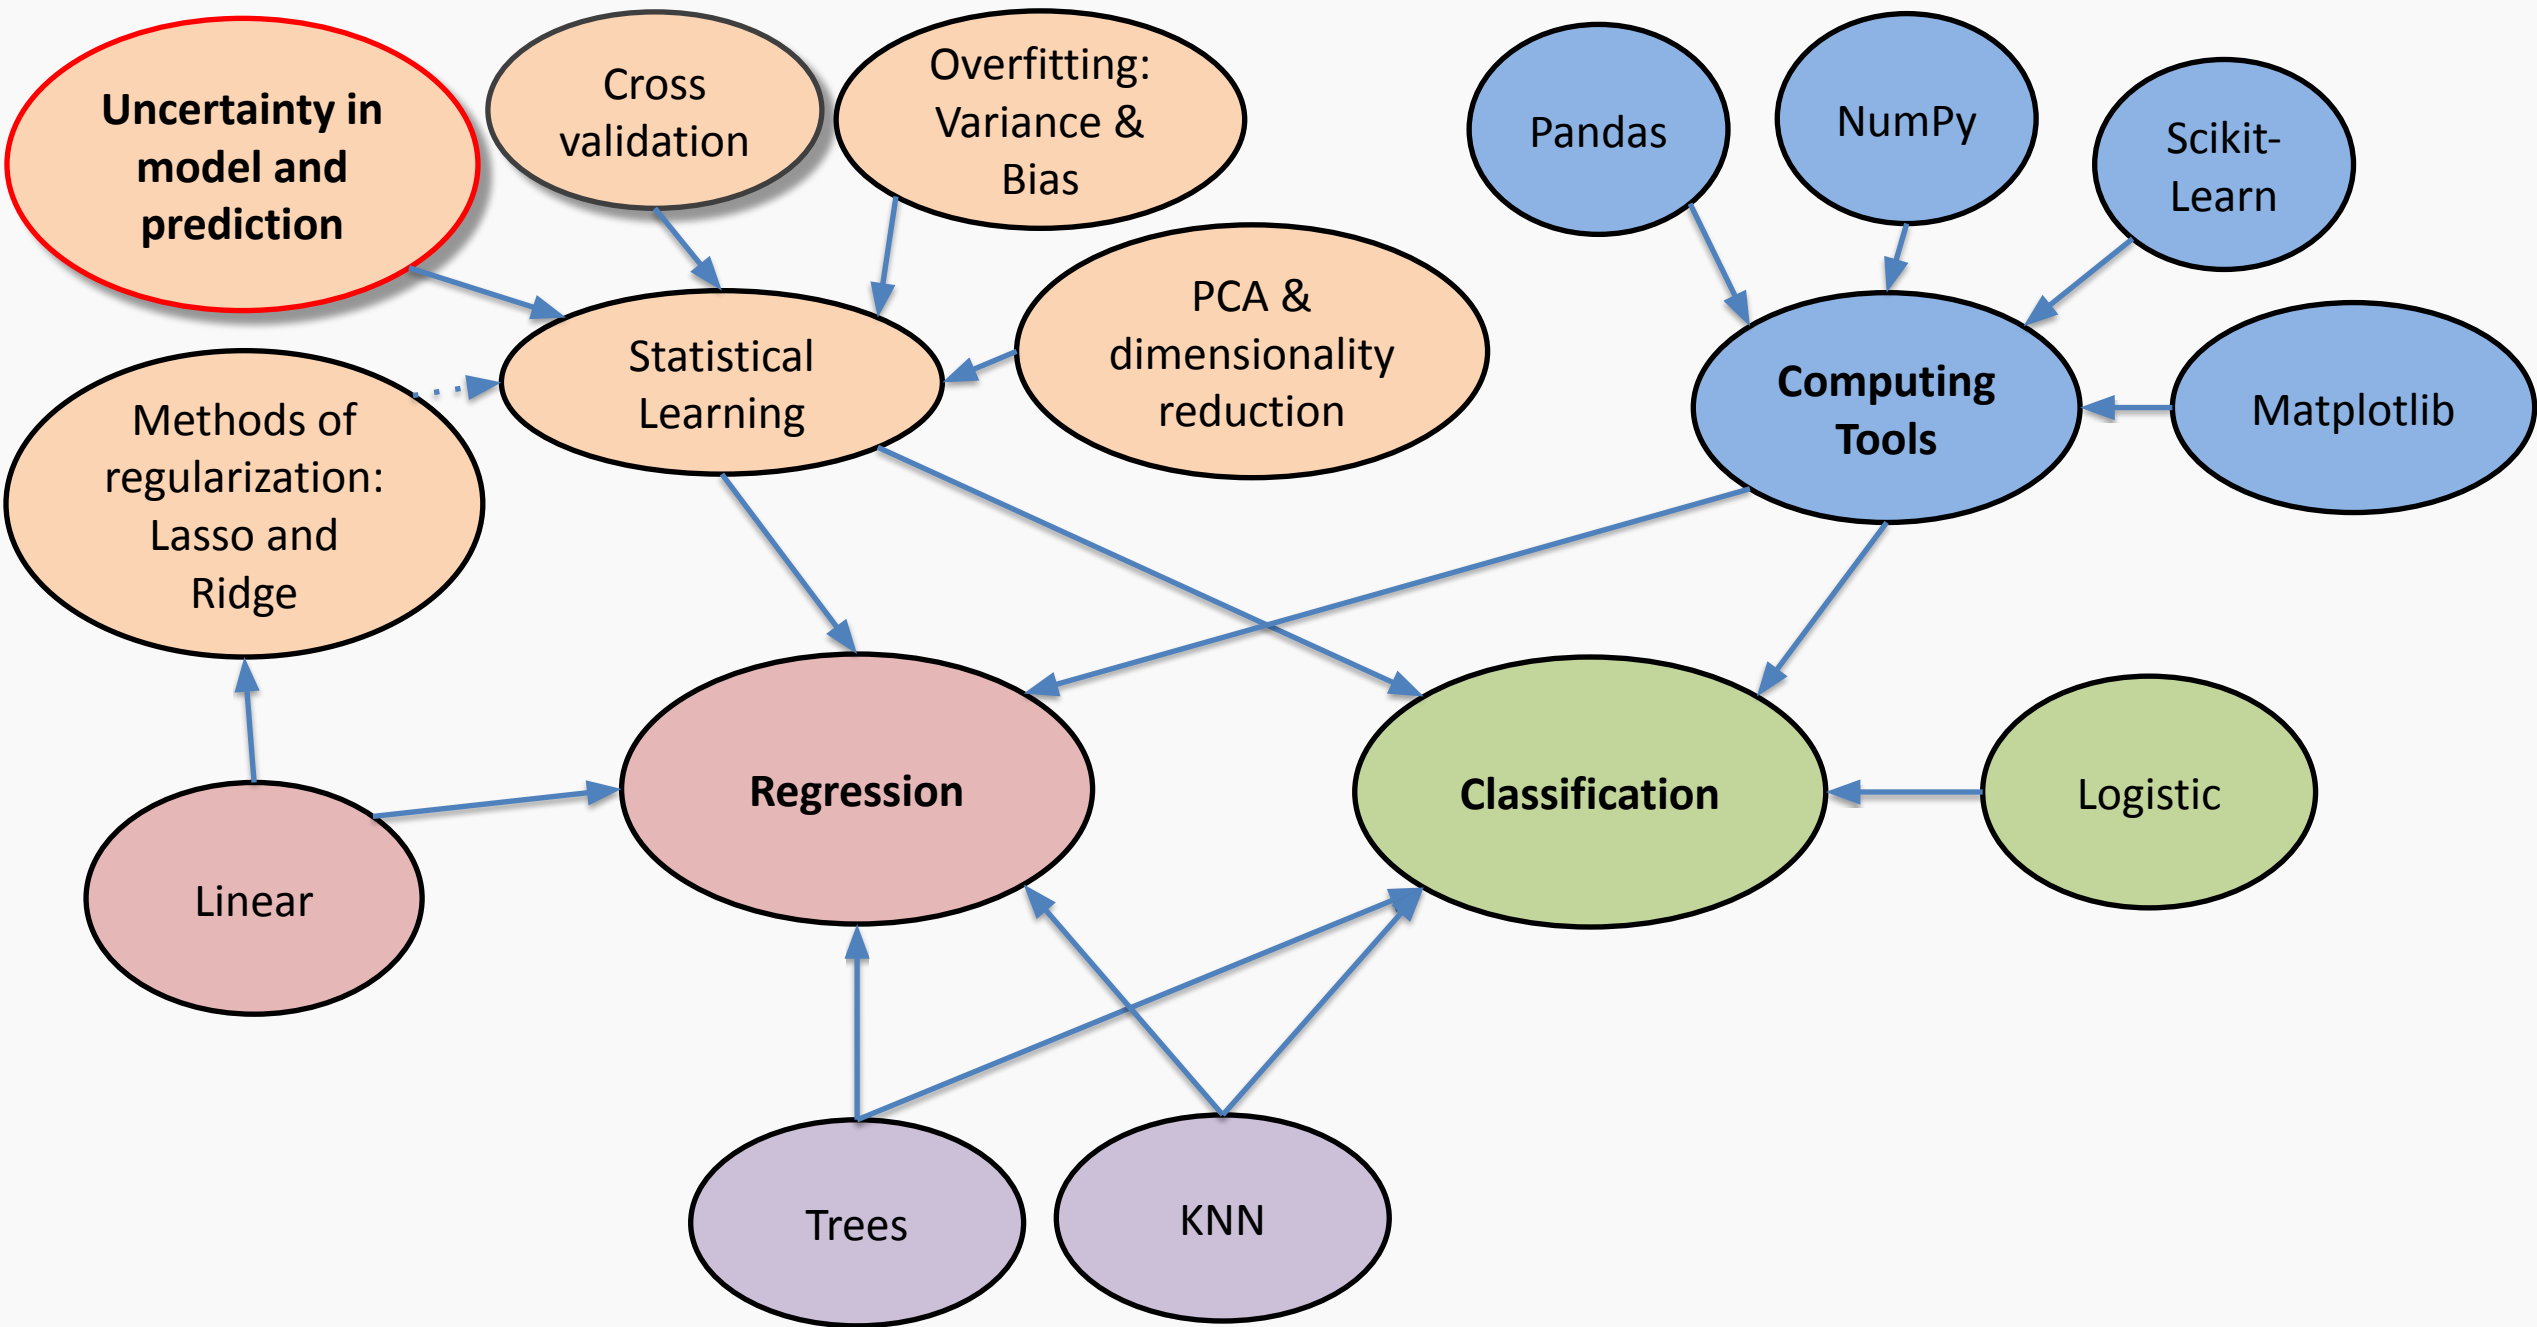 Uncertainty in
model and
prediction
Cross
validation
Overfitting:
Variance &
Bias
Pandas
NumPy
Scikit-
Learn
PCA &
dimensionality
reduction
Statistical
Learning
Computing
Tools
Matplotlib
Methods of
regularization:
Lasso and
Ridge
Regression
Classification
Logistic
Linear
Trees
KNN